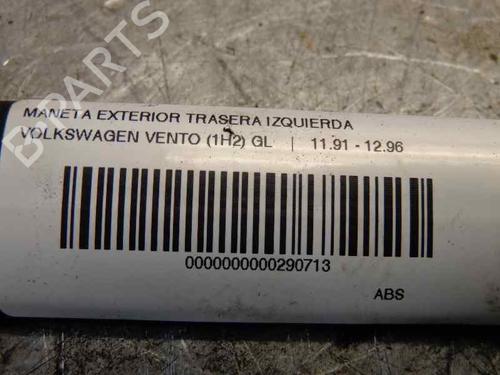 BPARTS
MANETA EXTERIOR TRASERA IZQUIERDA
VOLKSWAGEN VENTO (1H2) GL | 11.91 - 12.96
0000000000290713
ABS